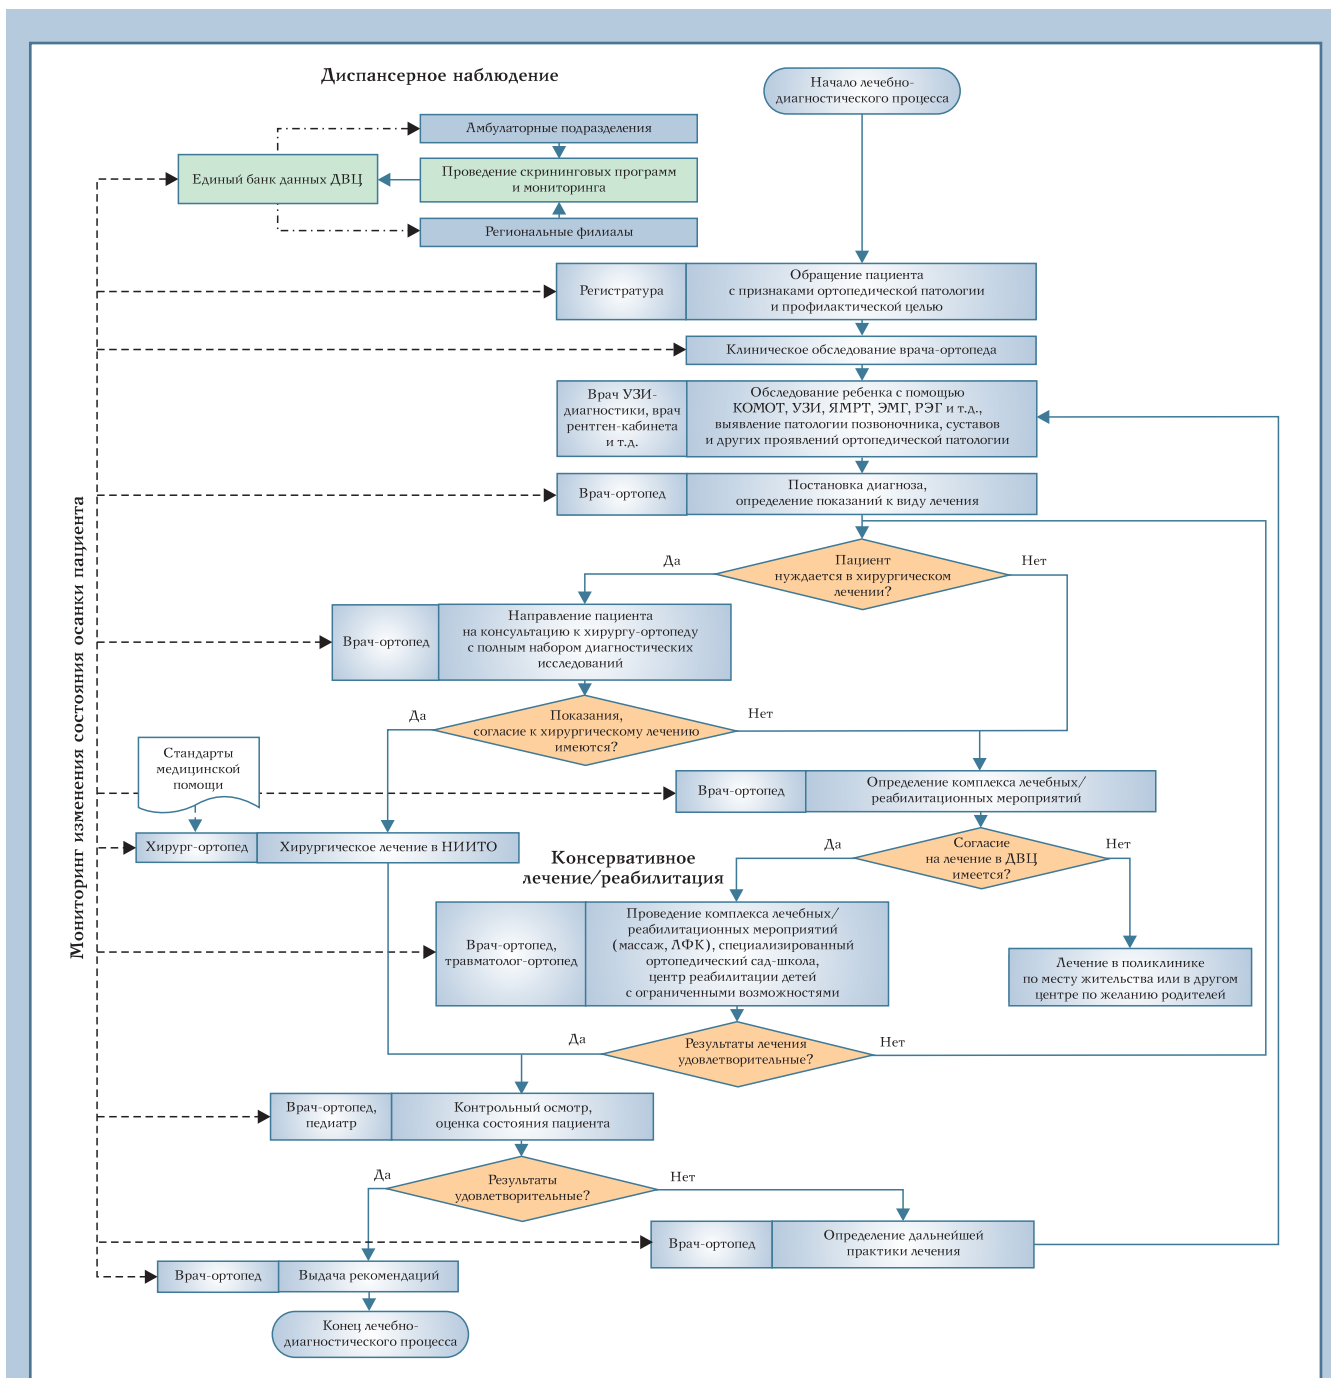 Диспансерное наблюдение
Начало лечебно-
диагностического процесса
Амбулаторные подразделения
Единый банк данных ДВЦ
Проведение скрининговых программ
и мониторинга
Региональные филиалы
Регистратура
Обращение пациента
с признаками ортопедической патологии
и профилактической целью
Клиническое обследование врача-ортопеда
Врач УЗИ-
диагностики, врач
рентген-кабинета
и т.д.
Обследование ребенка с помощью
КОМОТ, УЗИ, ЯМРТ, ЭМГ, РЭГ и т.д.,
выявление патологии позвоночника, суставов
и других проявлений ортопедической патологии
Врач-ортопед
Постановка диагноза,
определение показаний к виду лечения
Мониторинг изменения состояния осанки пациента
Да
Пациент
нуждается в хирургическом
лечении?
Нет
Врач-ортопед
Направление пациента
на консультацию к хирургу-ортопеду
с полным набором диагностических
исследований
Да
Показания,
согласие к хирургическому лечению
имеются?
Нет
Стандарты
медицинской
помощи
Врач-ортопед
Определение комплекса лечебных/
реабилитационных мероприятий
Хирург-ортопед
Хирургическое лечение в НИИТО
Да
Согласие
на лечение в ДВЦ
имеется?
Нет
Консервативное
лечение/реабилитация
Врач-ортопед,
травматолог-ортопед
Проведение комплекса лечебных/
реабилитационных мероприятий
(массаж, ЛФК), специализированный
ортопедический сад-школа,
центр реабилитации детей
с ограниченными возможностями
Лечение в поликлинике
по месту жительства или в другом
центре по желанию родителей
Да
Результаты лечения
удовлетворительные?
Нет
Врач-ортопед,
педиатр
Контрольный осмотр,
оценка состояния пациента
Да
Результаты
удовлетворительные?
Нет
Врач-ортопед
Определение дальнейшей
практики лечения
Врач-ортопед
Выдача рекомендаций
Конец лечебно-
диагностического процесса